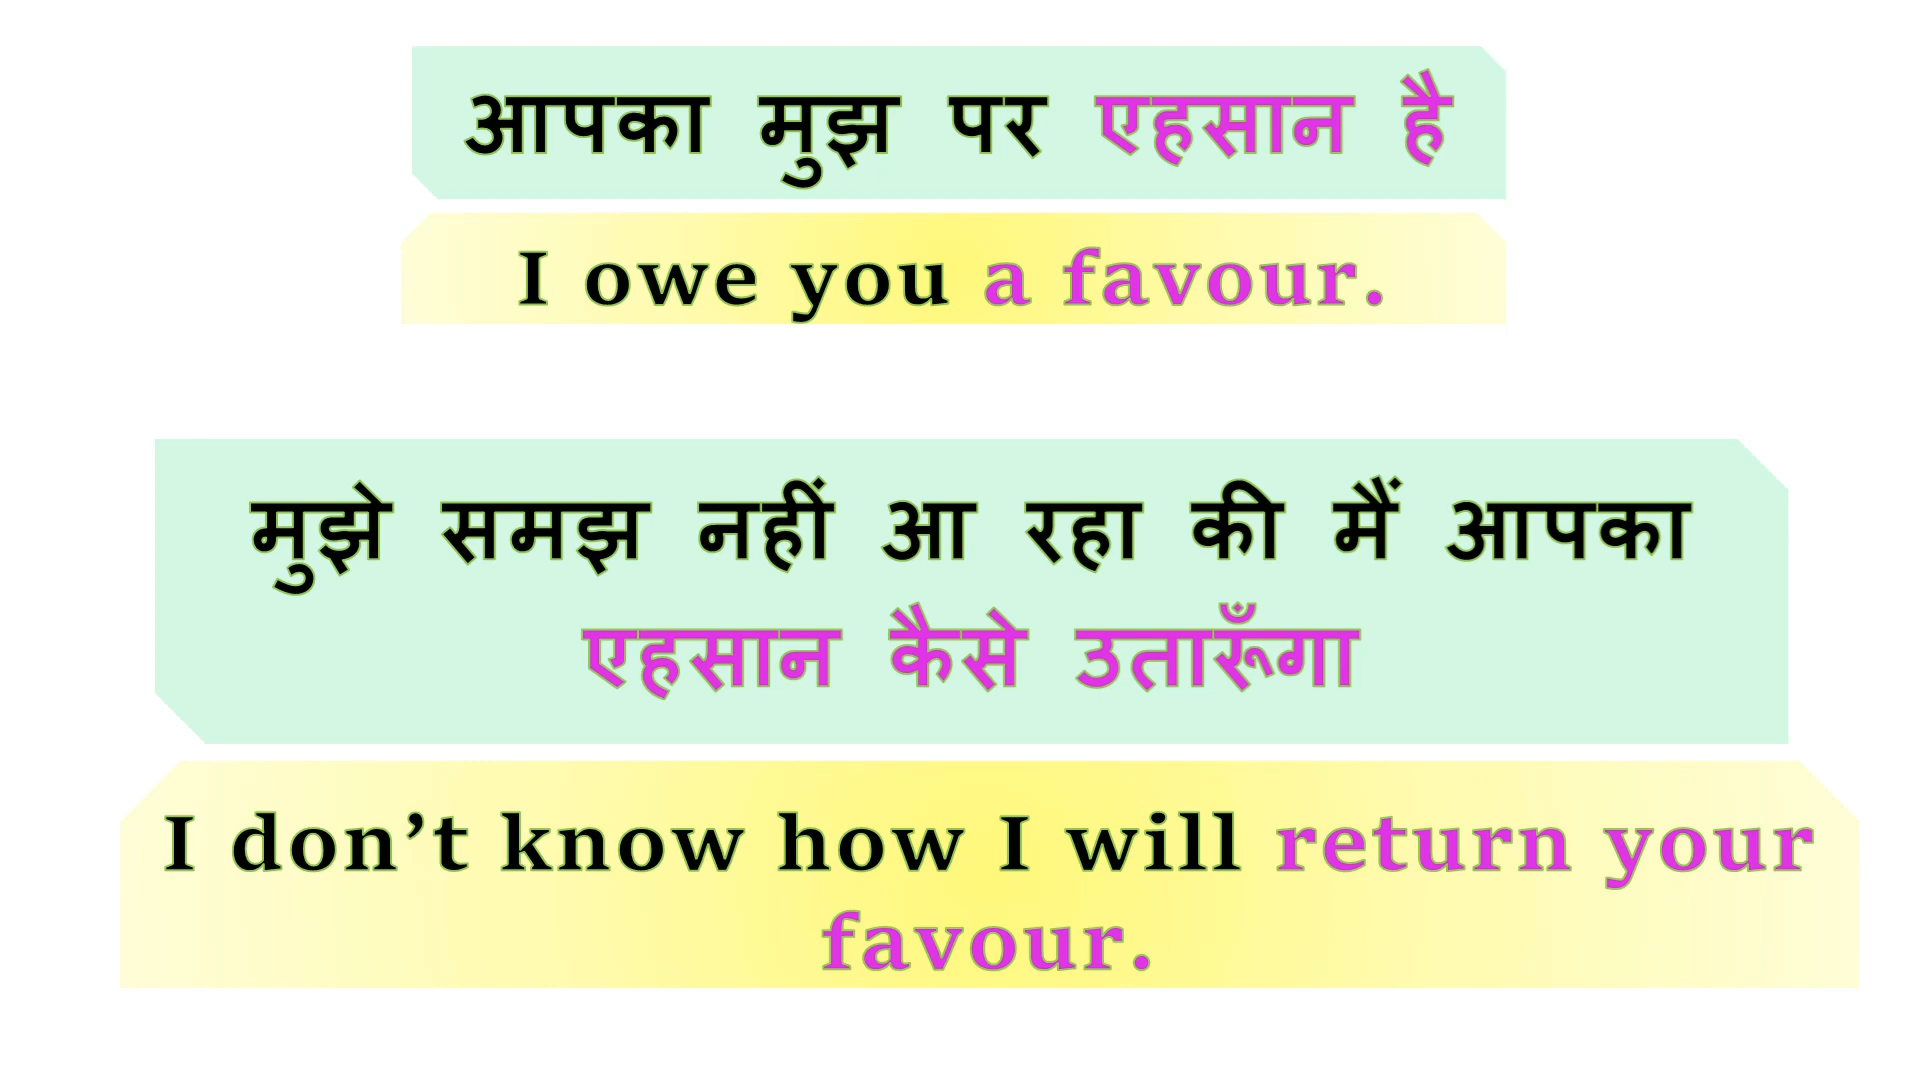 आपका मुझ पर एहसान है
I owe you a favour.
मुझे समझ नहीं आ रहा की मैं आपका
एहसान कैसे उतारूँगा
I don’t know how I will return your
favour.